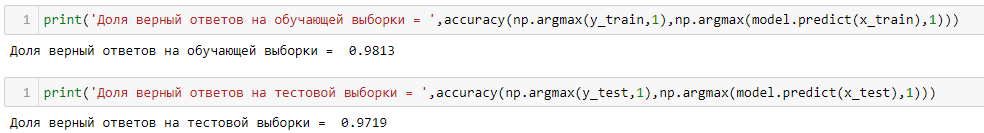 1 print('Доля верный ответов на обучающей выборки = ',accuracy(np.argmax(y_train,1),np.argmax(model.predict(x_train),1)))
Доля верный ответов на обучающей выборки =  0.9813
1 print('Доля верный ответов на тестовой выборки = ',accuracy(np.argmax(y_test,1),np.argmax(model.predict(x_test),1)))
Доля верный ответов на тестовой выборки =  0.9719